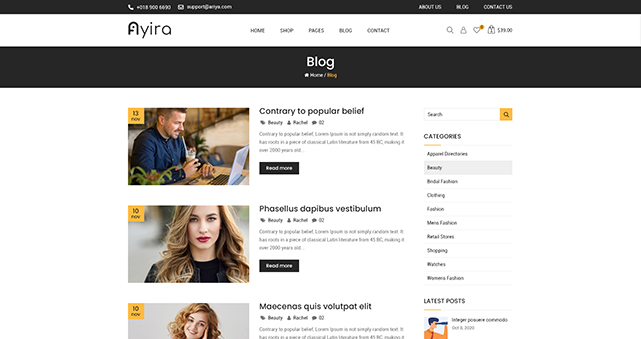 +018 900 6690 support@ariya.com ABOUT US BLOG CONTACT US
Ayira HOME SHOP PAGES BLOG CONTACT 0 $39.00
Blog
Home / Blog
13
nov
Contrary to popular belief
Beauty Rachel 02
Contrary to popular belief, Lorem Ipsum is not simply random text. It
has roots in a piece of classical Latin literature from 45 BC, making it
over 2000 years old...
Read more
10
nov
Phasellus dapibus vestibulum
Beauty Rachel 02
Contrary to popular belief, Lorem Ipsum is not simply random text. It
has roots in a piece of classical Latin literature from 45 BC, making it
over 2000 years old...
Read more
10
nov
Maecenas quis volutpat elit
Beauty Rachel 02
Contrary to popular belief, Lorem Ipsum is not simply random text. It
has roots in a piece of classical Latin literature from 45 BC, making it
Search
CATEGORIES
Apparel Directories
Beauty
Bridal Fashion
Clothing
Fashion
Mens Fashion
Retail Stores
Shopping
Watches
Womens Fashion
LATEST POSTS
Integer posuere commodo
Oct 8, 2020